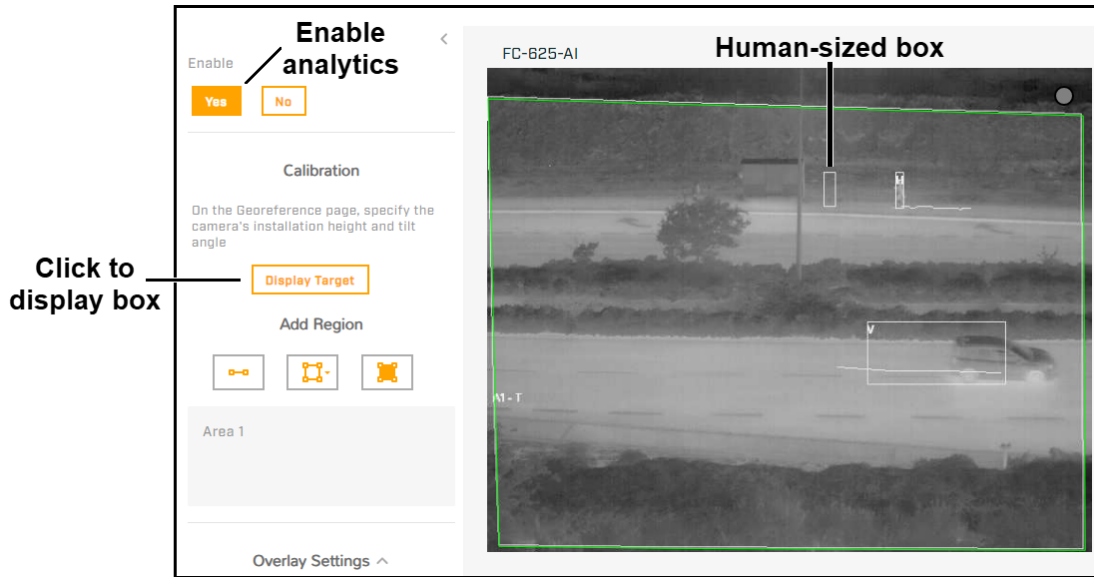 Enable
analytics
Enable
Yes
No
Calibration
On the Georeference page, specify the
camera's installation height and tilt
angle
Click to
display box
Display Target
Add Region
Area 1
Overlay Settings
FC-625-AI
Human-sized box
H
V
A1 - T